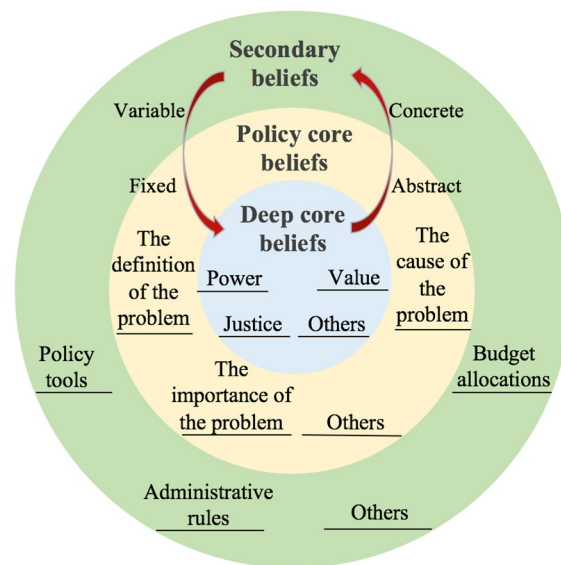 Secondary
beliefs
Variable
Concrete
Policy core
beliefs
Fixed
Abstract
Deep core
beliefs
The
definition
of the
problem
The
cause of
the
problem
Power
Value
Justice
Others
Policy
tools
Budget
allocations
The
importance of
the problem
Others
Administrative
rules
Others